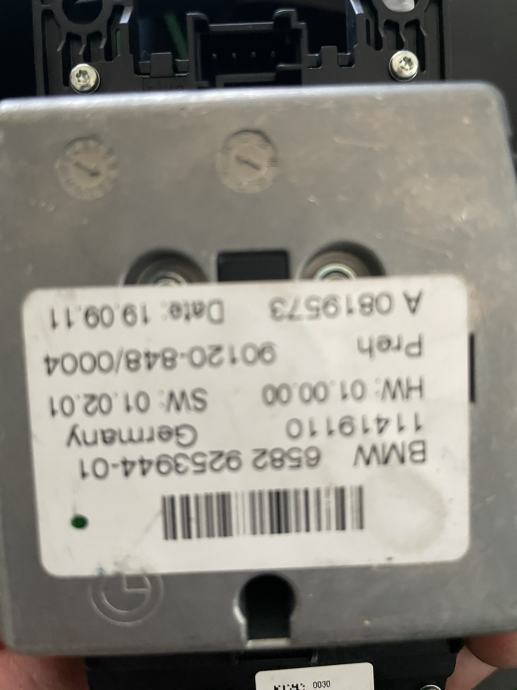 BMW 6582 9253944-01
11419110 Germany
HW: 01.00.00 SW: 01.02.01
Preh 90120-848/0004
A 0819573 Date: 19.09.11
0030